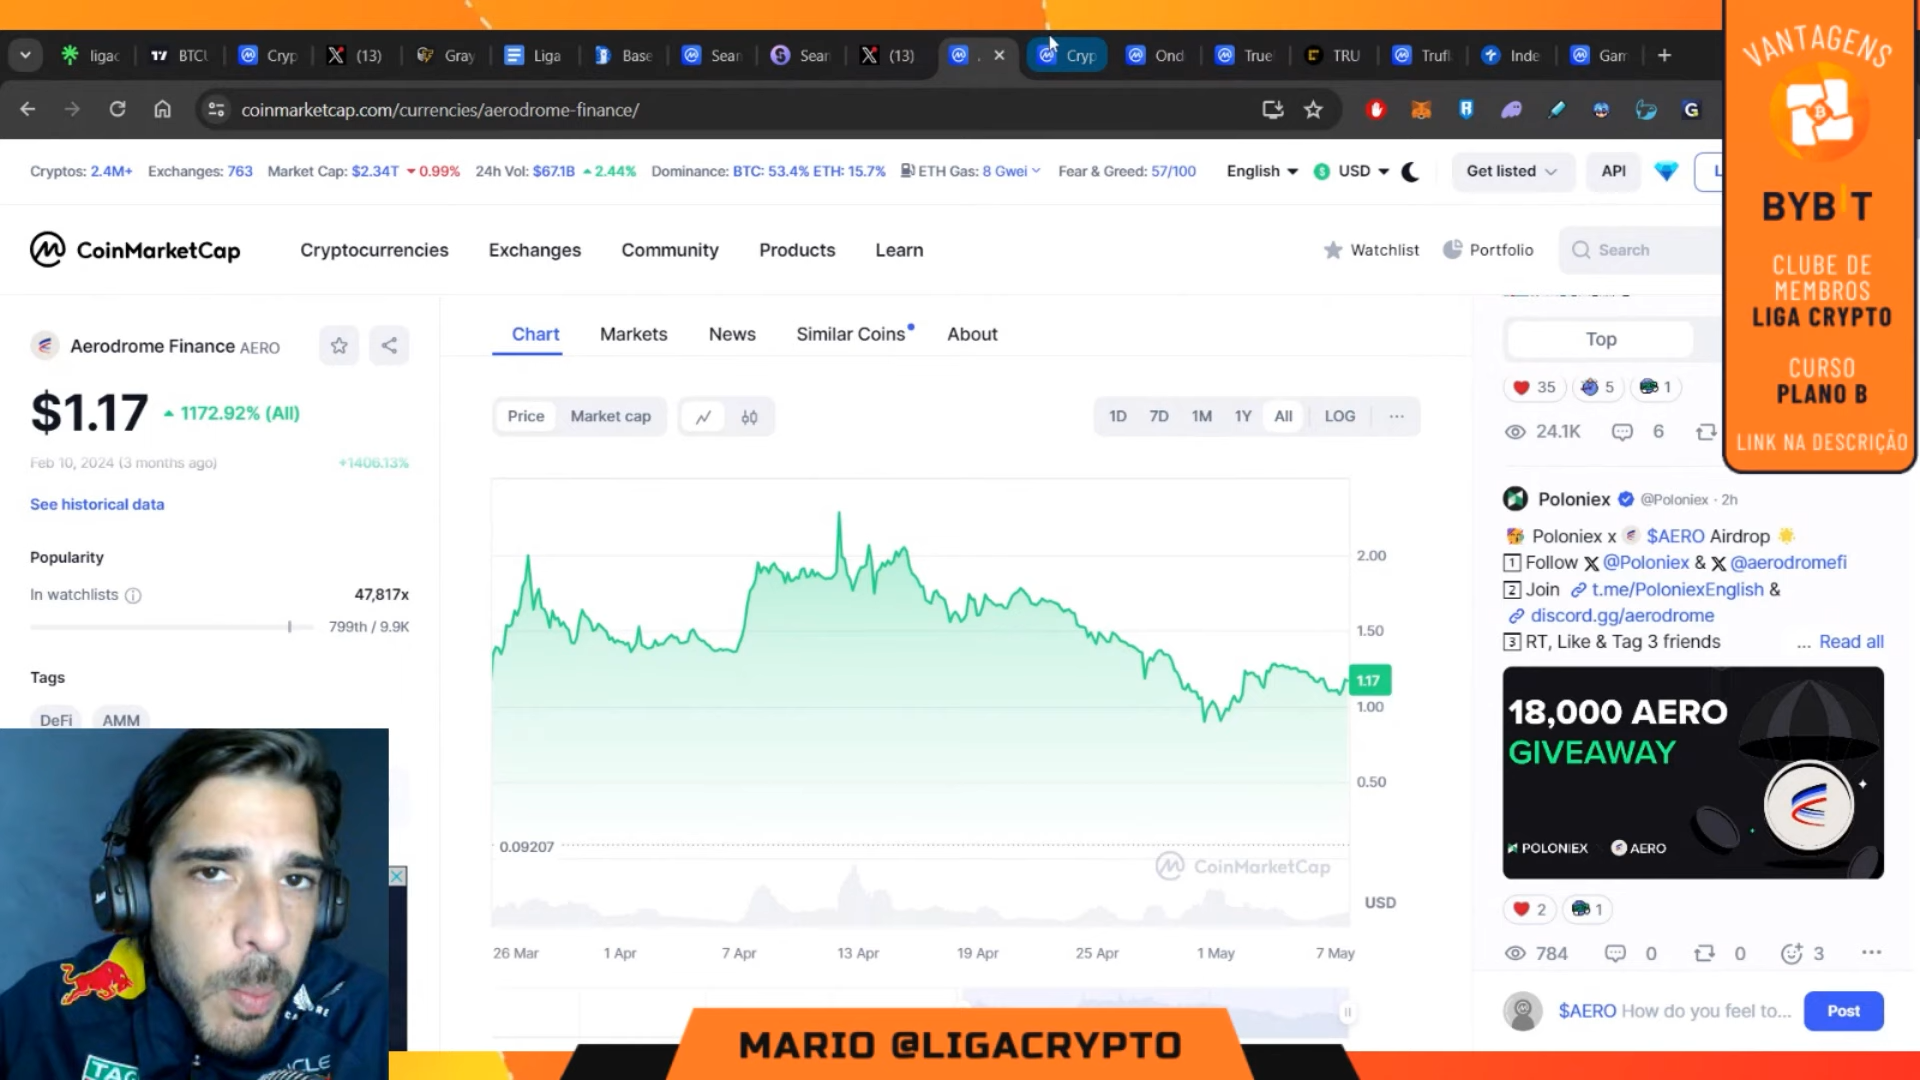 ligac
BTCU
Cryp
(13)
Gray
Liga
Base
Sean
Sean
(13)
Cryp
Ond
True
TRU
Trufl
Inde
Gam
coinmarketcap.com/currencies/aerodrome-finance/
Cryptos: 2.4M+ Exchanges: 763 Market Cap: $2.34T 0.99% 24h Vol: $67.1B 2.44% Dominance: BTC: 53.4% ETH: 15.7% ETH Gas: 8 Gwei Fear & Greed: 57/100 English USD Get listed API L
CoinMarketCap Cryptocurrencies Exchanges Community Products Learn Watchlist Portfolio Search
Aerodrome Finance AERO
$1.17 1172.92% (All)
Feb 10, 2024 (3 months ago) +1406.13%
See historical data
Popularity
In watchlists 47,817x
799th / 9.9K
Tags
DeFi AMM
Chart Markets News Similar Coins About
Price Market cap 1D 7D 1M 1Y All LOG ...
2.00
1.50
1.17
1.00
0.50
0.09207
CoinMarketCap
USD
26 Mar 1 Apr 7 Apr 13 Apr 19 Apr 25 Apr 1 May 7 May
Top
35 5 1
24.1K 6
Poloniex @Poloniex · 2h
Poloniex x $AERO Airdrop
1 Follow X @Poloniex & X @aerodromefi
2 Join t.me/PoloniexEnglish &
discord.gg/aerodrome
3 RT, Like & Tag 3 friends ... Read all
18,000 AERO
GIVEAWAY
POLONIEX AERO
2 1
784 0 0 3 ...
$AERO How do you feel to... Post
VANTAGENS
BYBIT
CLUBE DE
MEMBROS
LIGA CRYPTO
CURSO
PLANO B
LINK NA DESCRIÇÃO
Red Bull
TAG
MARIO @LIGACRYPTO